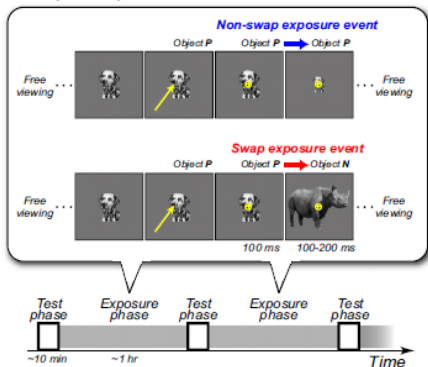 Non-swap exposure event
Object P Object P Object P
Free viewing ... ... Free viewing
Swap exposure event
Object P Object P Object N
Free viewing ... ... Free viewing
100 ms 100-200 ms
Test phase Exposure phase Test phase Exposure phase Test phase
~10 min ~1 hr Time